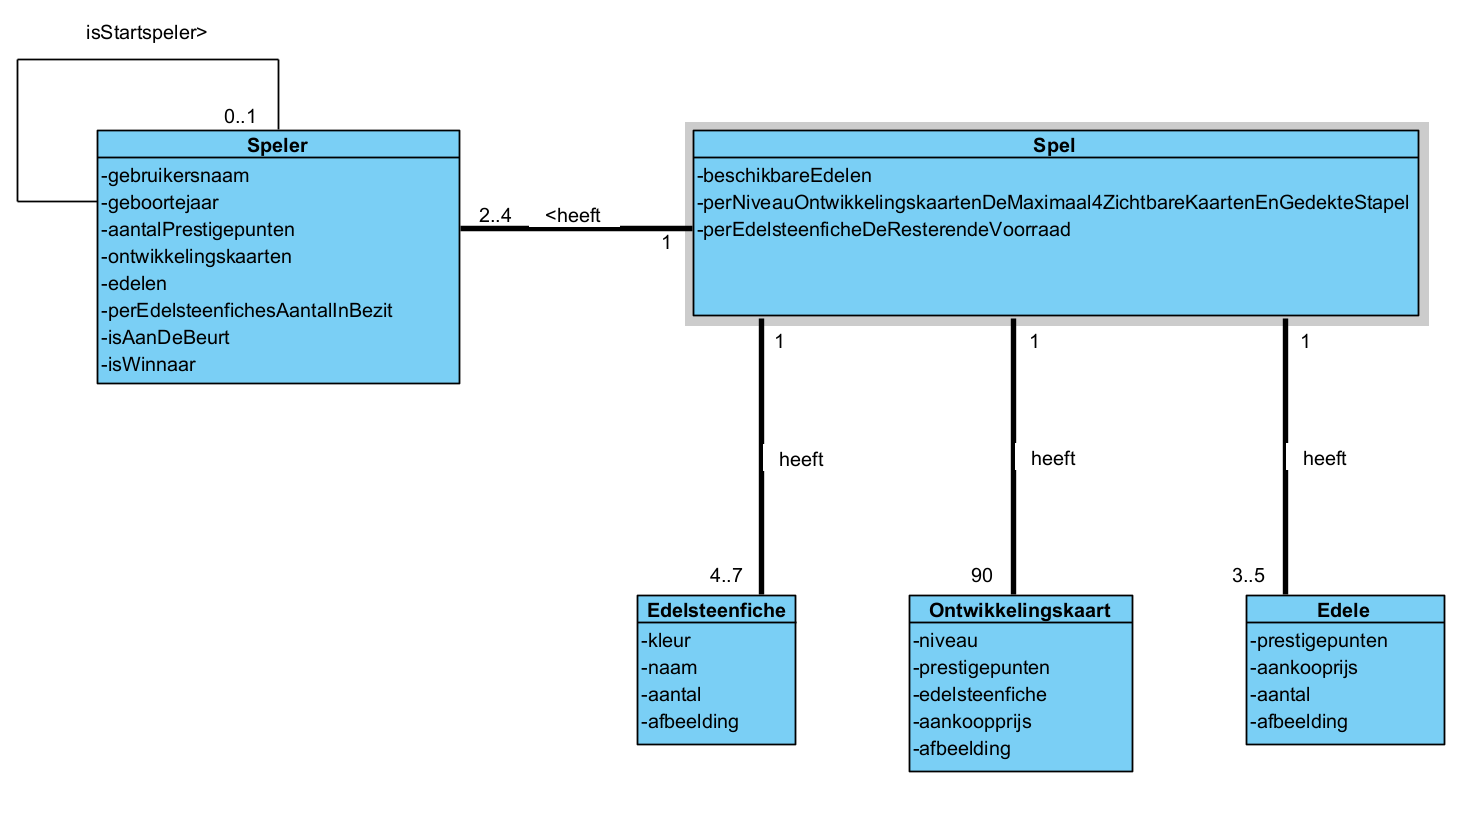 isStartspeler>
0..1
Speler
-gebruikersnaam
-geboortejaar
-aantalPrestigepunten
-ontwikkelingskaarten
-edelen
-perEdelsteenfichesAantalInBezit
-isAanDeBeurt
-isWinnaar
2..4
<heeft
1
Spel
-beschikbareEdelen
-perNiveauOntwikkelingskaartenDeMaximaal4ZichtbareKaartenEnGedekteStapel
-perEdelsteenficheDeResterendeVoorraad
1
1
1
heeft
heeft
heeft
4..7
90
3..5
Edelsteenfiche
-kleur
-naam
-aantal
-afbeelding
Ontwikkelingskaart
-niveau
-prestigepunten
-edelsteenfiche
-aankoopprijs
-afbeelding
Edele
-prestigepunten
-aankooprijs
-aantal
-afbeelding